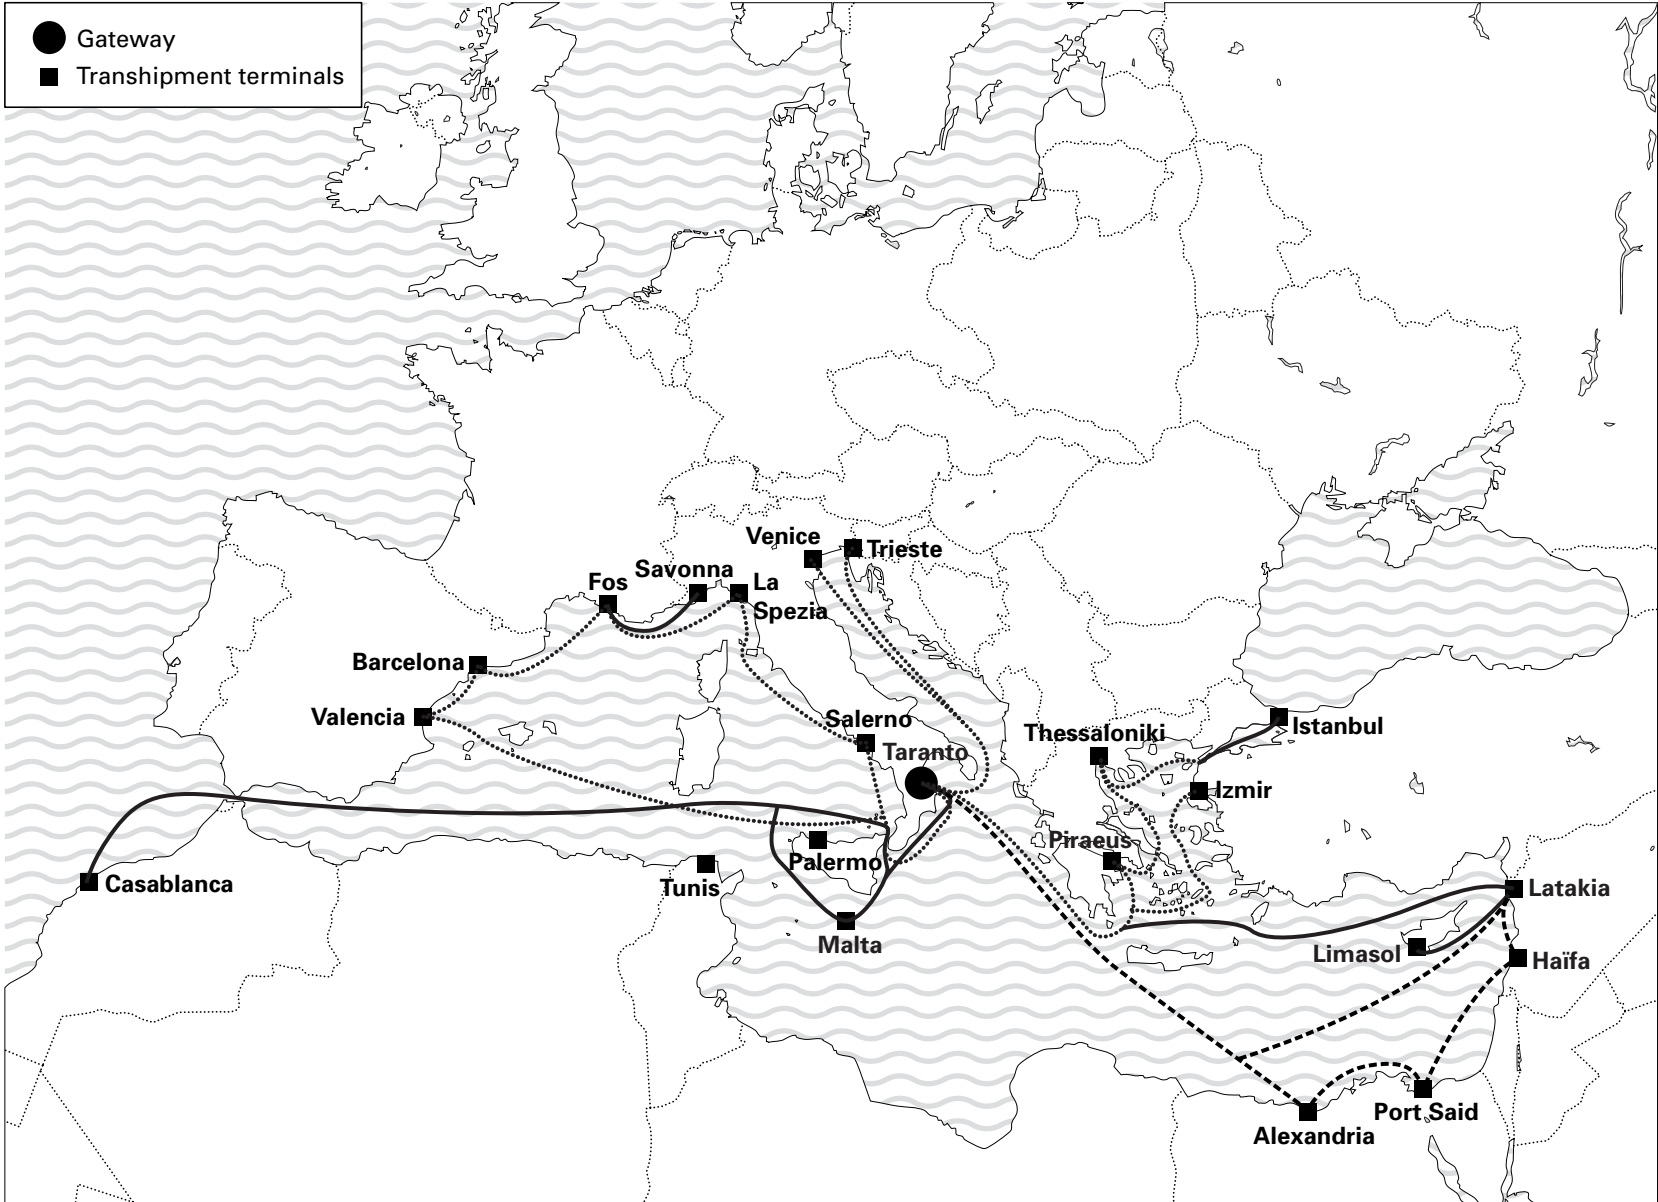 Gateway
Transhipment terminals
Venice
Trieste
Savonna
La
Spezia
Fos
Barcelona
Valencia
Salerno
Taranto
Thessaloniki
Istanbul
Izmir
Piraeus
Palermo
Tunis
Casablanca
Latakia
Malta
Limasol
Haïfa
Port Said
Alexandria